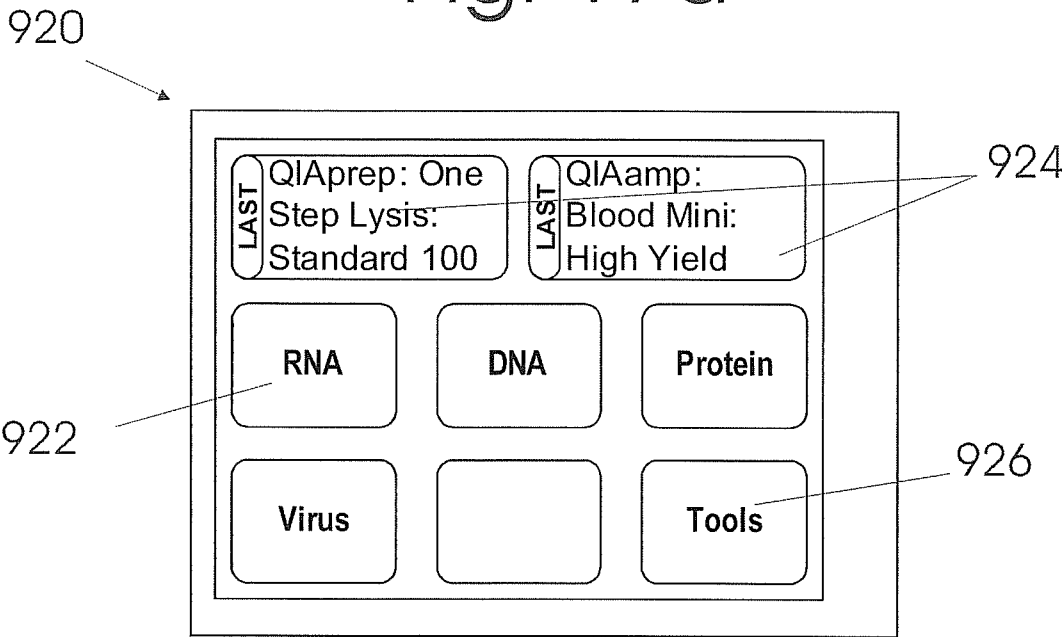 920
LAST
QIAprep: One
Step Lysis:
Standard 100
LAST
QIAamp:
Blood Mini:
High Yield
924
RNA
DNA
Protein
922
926
Virus
Tools